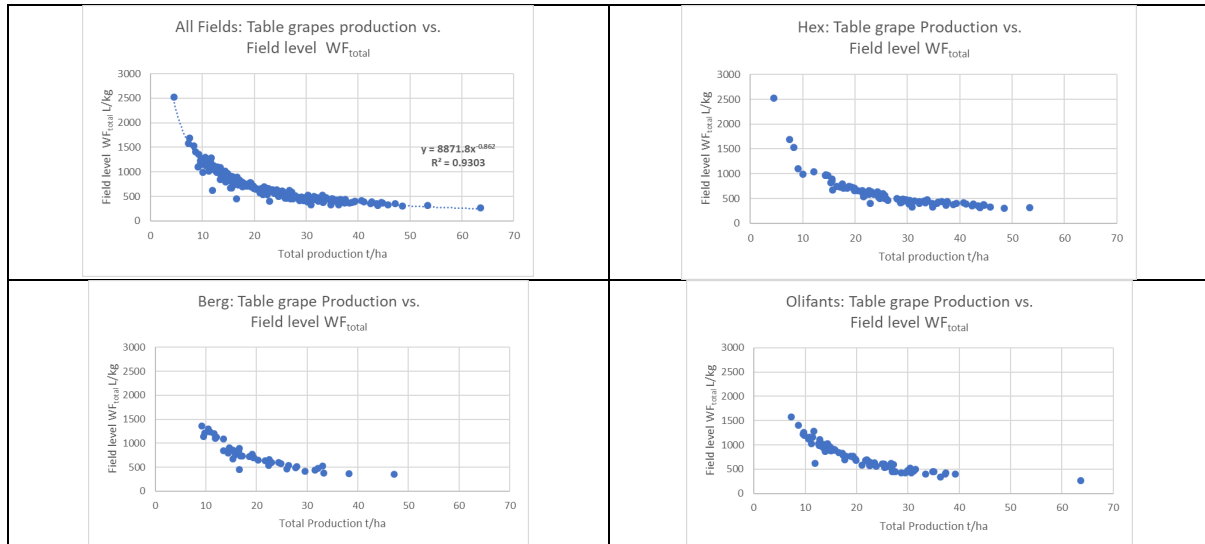 All Fields: Table grapes production vs.
Field level WFtotal
Field level WFtotal L/kg
3000
2500
2000
1500
1000
500
0
y = 8871.8x^-0.862
R² = 0.9303
0 10 20 30 40 50 60 70
Total production t/ha
Hex: Table grape Production vs.
Field level WFtotal
Field level WFtotal L/kg
3000
2500
2000
1500
1000
500
0
0 10 20 30 40 50 60 70
Total production t/ha
Berg: Table grape Production vs.
Field level WFtotal
Field level WFtotal L/kg
3000
2500
2000
1500
1000
500
0
0 10 20 30 40 50 60 70
Total Production t/ha
Olifants: Table grape Production vs.
Field level WFtotal
Field level WFtotal L/kg
3000
2500
2000
1500
1000
500
0
0 10 20 30 40 50 60 70
Total Production t/ha